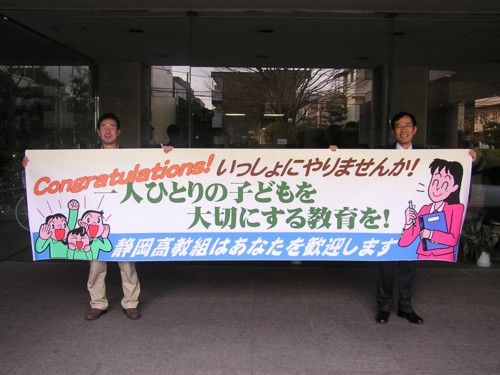 Congratulations! いっしょにやりませんか!
一人ひとりの子どもを
大切にする教育を!
静岡高教組はあなたを歓迎します